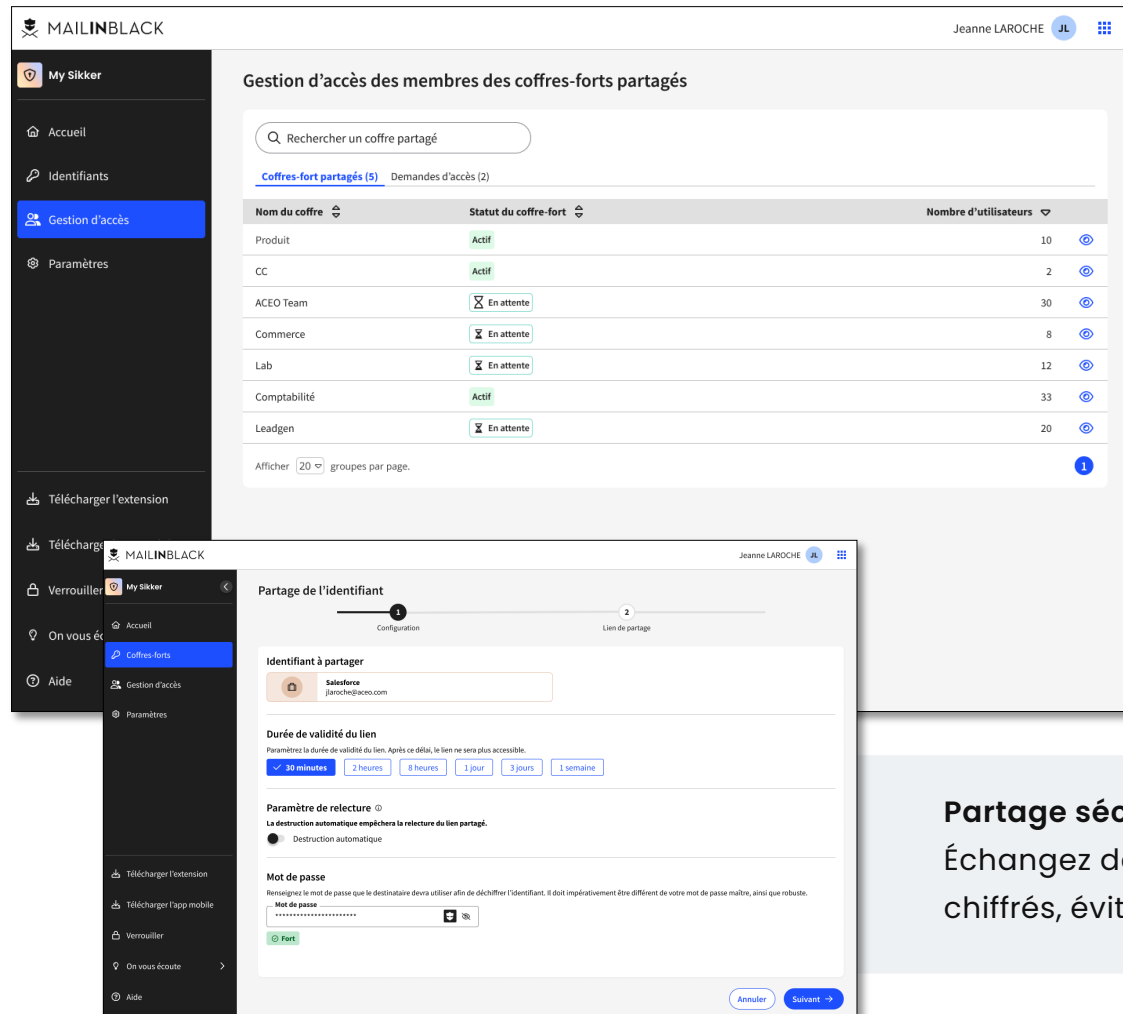 MAILINBLACK
Jeanne LAROCHE JL
My Sikker
Accueil
Identifiants
Gestion d'accès
Paramètres
Télécharger l'extension
Verrouiller
Aide
Gestion d'accès des membres des coffres-forts partagés
Rechercher un coffre partagé
Coffres-fort partagés (5) Demandes d'accès (2)
Nom du coffre Statut du coffre-fort Nombre d'utilisateurs
Produit Actif 10
CC Actif 2
ACEO Team En attente 30
Commerce En attente 8
Lab En attente 12
Comptabilité Actif 33
Leadgen En attente 20
Afficher 20 groupes par page.
1
MAILINBLACK
Jeanne LAROCHE JL
My Sikker
Accueil
Coffres-forts
Gestion d'accès
Paramètres
Télécharger l'extension
Télécharger l'app mobile
Verrouiller
On vous écoute
Aide
Partage de l'identifiant
1 2
Configuration Lien de partage
Identifiant à partager
Salesforce
jlaroche@aceo.com
Durée de validité du lien
Paramètrez la durée de validité du lien. Après ce délai, le lien ne sera plus accessible.
30 minutes 2 heures 8 heures 1 jour 3 jours 1 semaine
Paramètre de relecture
La destruction automatique empêchera la relecture du lien partagé.
Destruction automatique
Mot de passe
Renseignez le mot de passe que le destinataire devra utiliser afin de déchiffrer l'identifiant. Il doit impérativement être différent de votre mot de passe maître, ainsi que robuste.
Mot de passe
Fort
Annuler Suivant
Partage
Échangez
chiffrés,